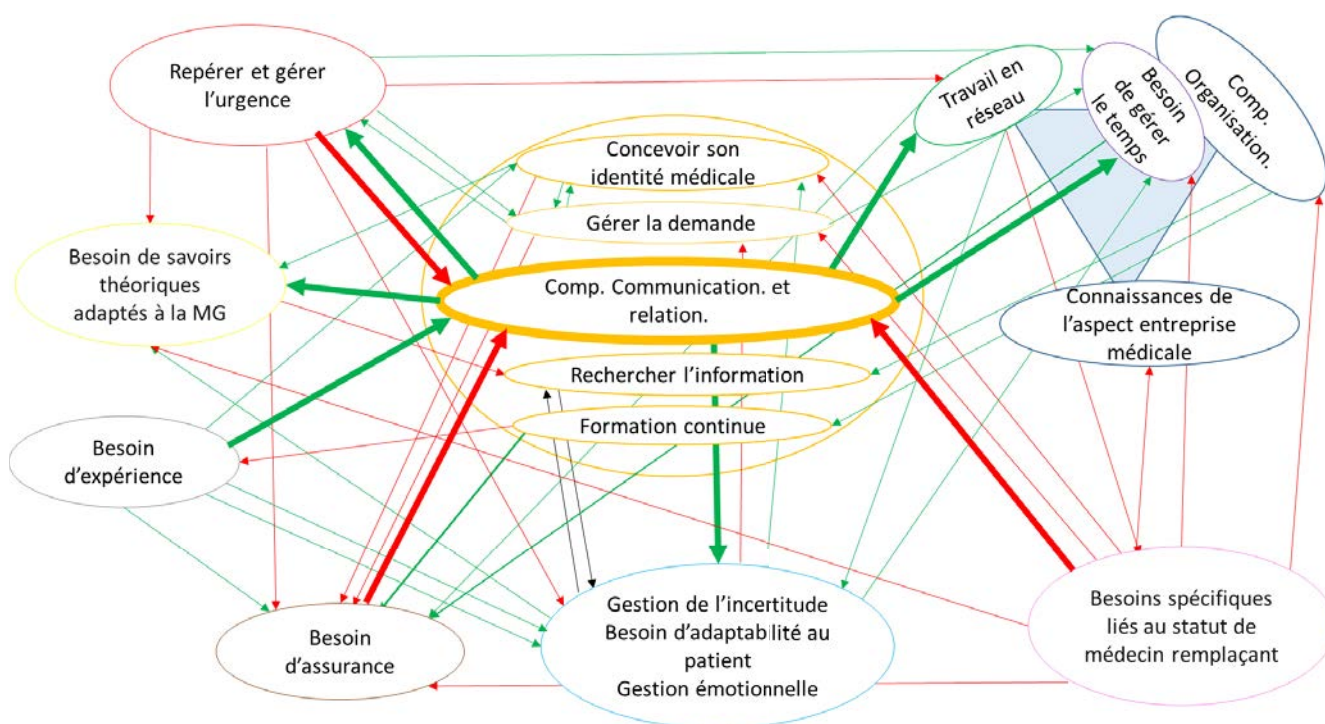 Repérer et gérer
l'urgence
Travail en
réseau
Besoin
de gérer
le temps
Comp.
Organisation.
Concevoir son
identité médicale
Gérer la demande
Besoin de savoirs
théoriques
adaptés à la MG
Comp. Communication. et
relation.
Connaissances de
l'aspect entreprise
médicale
Rechercher l'information
Formation continue
Besoin
d'expérience
Besoin
d'assurance
Gestion de l'incertitude
Besoin d'adaptabilité au
patient
Gestion émotionnelle
Besoins spécifiques
liés au statut de
médecin remplaçant